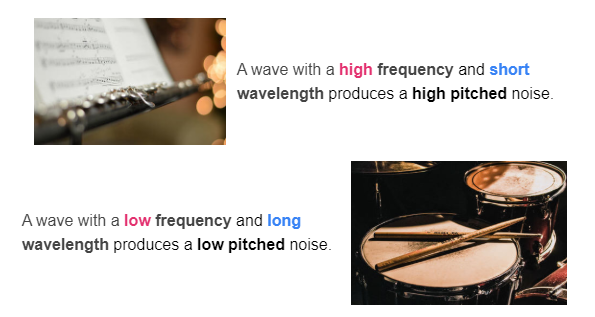 A wave with a high frequency and short
wavelength produces a high pitched noise.
A wave with a low frequency and long
wavelength produces a low pitched noise.